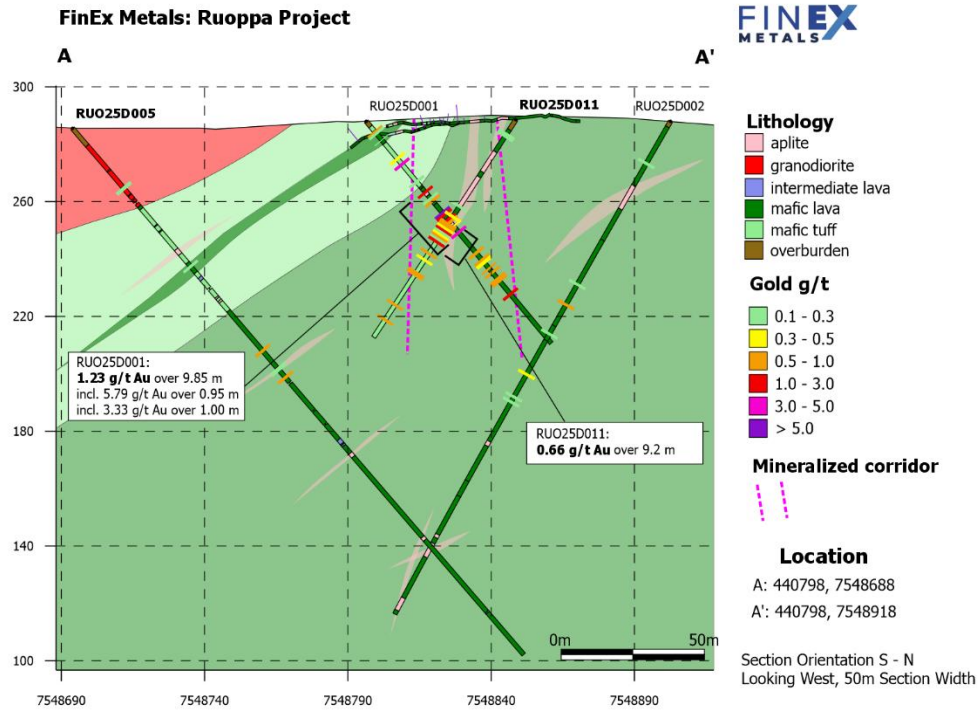 FinEx Metals: Ruoppa Project
FINEX
METALS
A
A'
300
260
220
180
140
100
RUO25D005
RUO25D001
RUO25D011
RUO25D002
RUO25D001:
1.23 g/t Au over 9.85 m
incl. 5.79 g/t Au over 0.95 m
incl. 3.33 g/t Au over 1.00 m
RUO25D011:
0.66 g/t Au over 9.2 m
0m
50m
7548690
7548740
7548790
7548840
7548890
Lithology
aplite
granodiorite
intermediate lava
mafic lava
mafic tuff
overburden
Gold g/t
0.1 - 0.3
0.3 - 0.5
0.5 - 1.0
1.0 - 3.0
3.0 - 5.0
> 5.0
Mineralized corridor
Location
A: 440798, 7548688
A': 440798, 7548918
Section Orientation S - N
Looking West, 50m Section Width